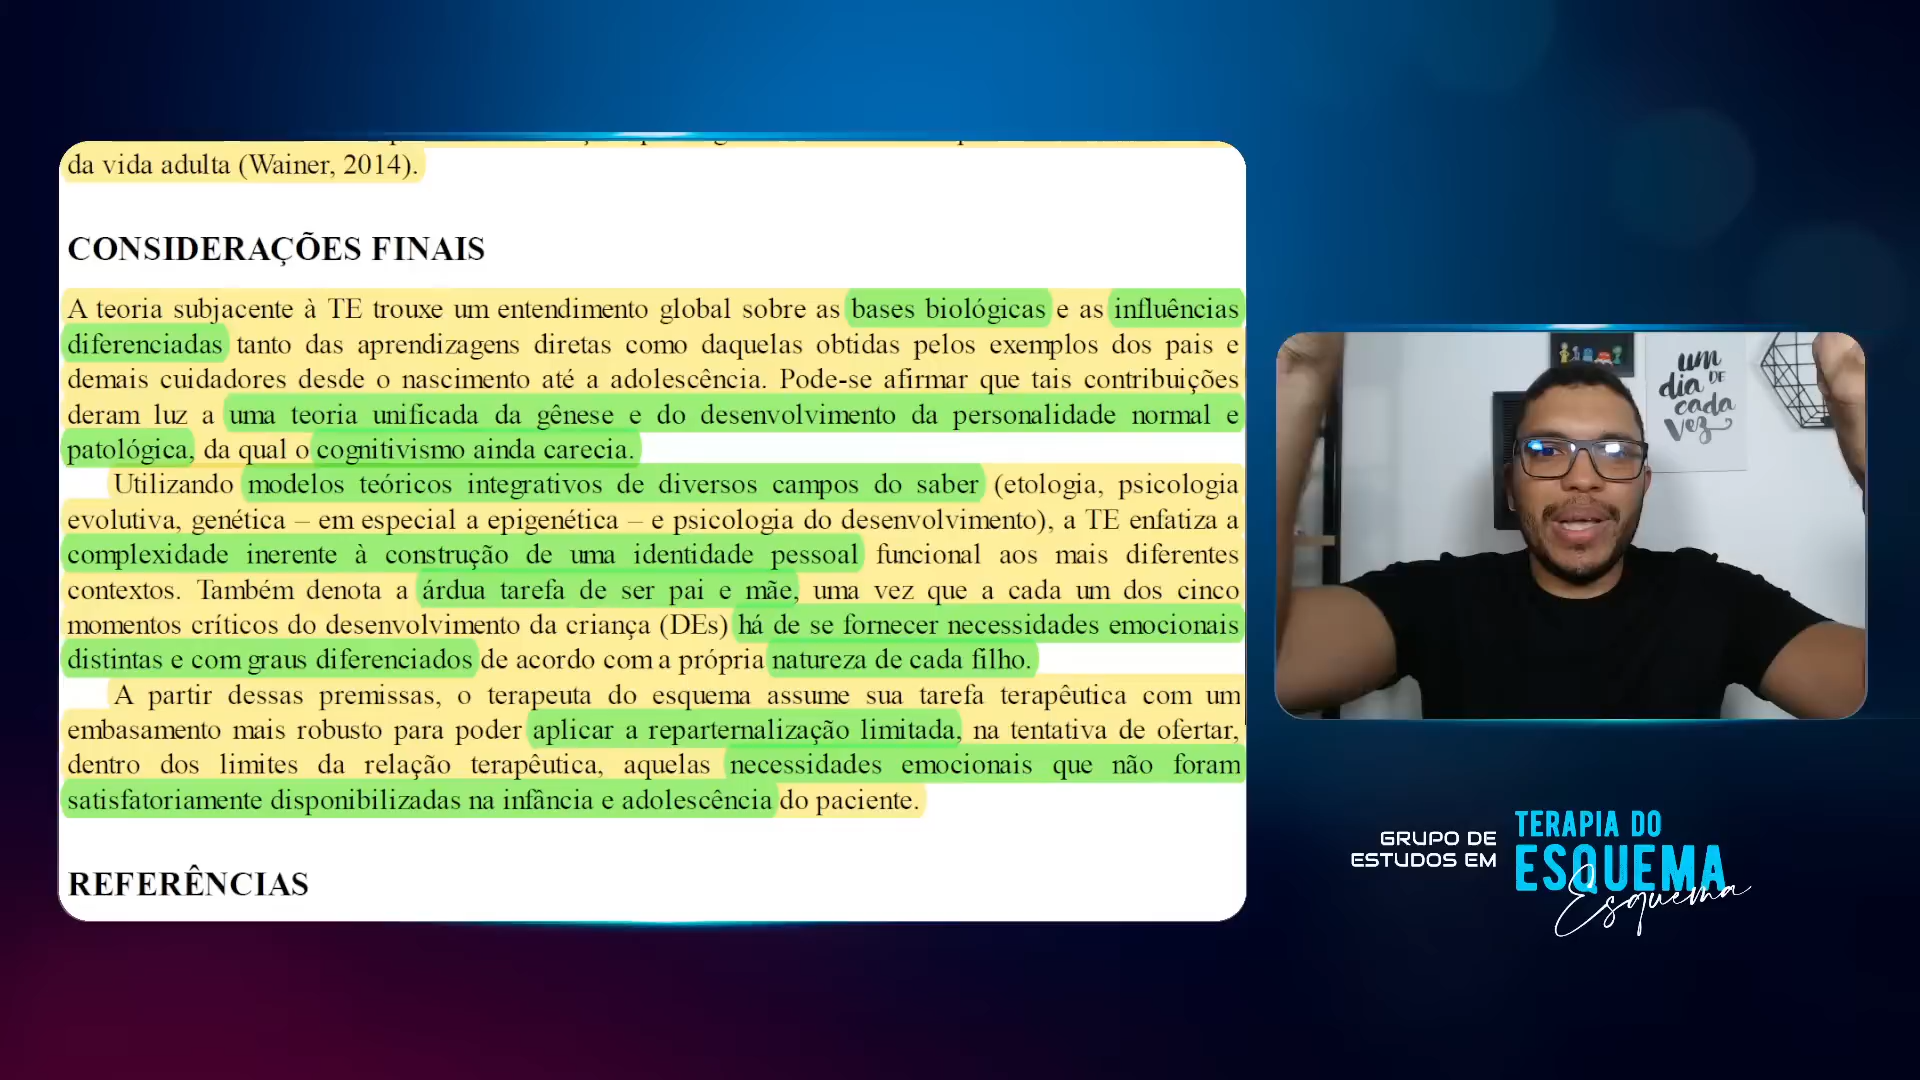 da vida adulta (Wainer, 2014).
CONSIDERAÇÕES FINAIS
A teoria subjacente à TE trouxe um entendimento global sobre as bases biológicas e as influências
diferenciadas tanto das aprendizagens diretas como daquelas obtidas pelos exemplos dos pais e
demais cuidadores desde o nascimento até a adolescência. Pode-se afirmar que tais contribuições
deram luz a uma teoria unificada da gênese e do desenvolvimento da personalidade normal e
patológica, da qual o cognitivismo ainda carecia.
Utilizando modelos teóricos integrativos de diversos campos do saber (etologia, psicologia
evolutiva, genética – em especial a epigenética – e psicologia do desenvolvimento), a TE enfatiza a
complexidade inerente à construção de uma identidade pessoal funcional aos mais diferentes
contextos. Também denota a árdua tarefa de ser pai e mãe, uma vez que a cada um dos cinco
momentos críticos do desenvolvimento da criança (DEs) há de se fornecer necessidades emocionais
distintas e com graus diferenciados de acordo com a própria natureza de cada filho.
A partir dessas premissas, o terapeuta do esquema assume sua tarefa terapêutica com um
embasamento mais robusto para poder aplicar a reparternalização limitada, na tentativa de ofertar,
dentro dos limites da relação terapêutica, aquelas necessidades emocionais que não foram
satisfatoriamente disponibilizadas na infância e adolescência do paciente.
REFERÊNCIAS
um
dia DE
cada
vez
GRUPO DE
ESTUDOS EM
TERAPIA DO
ESQUEMA
Esquema